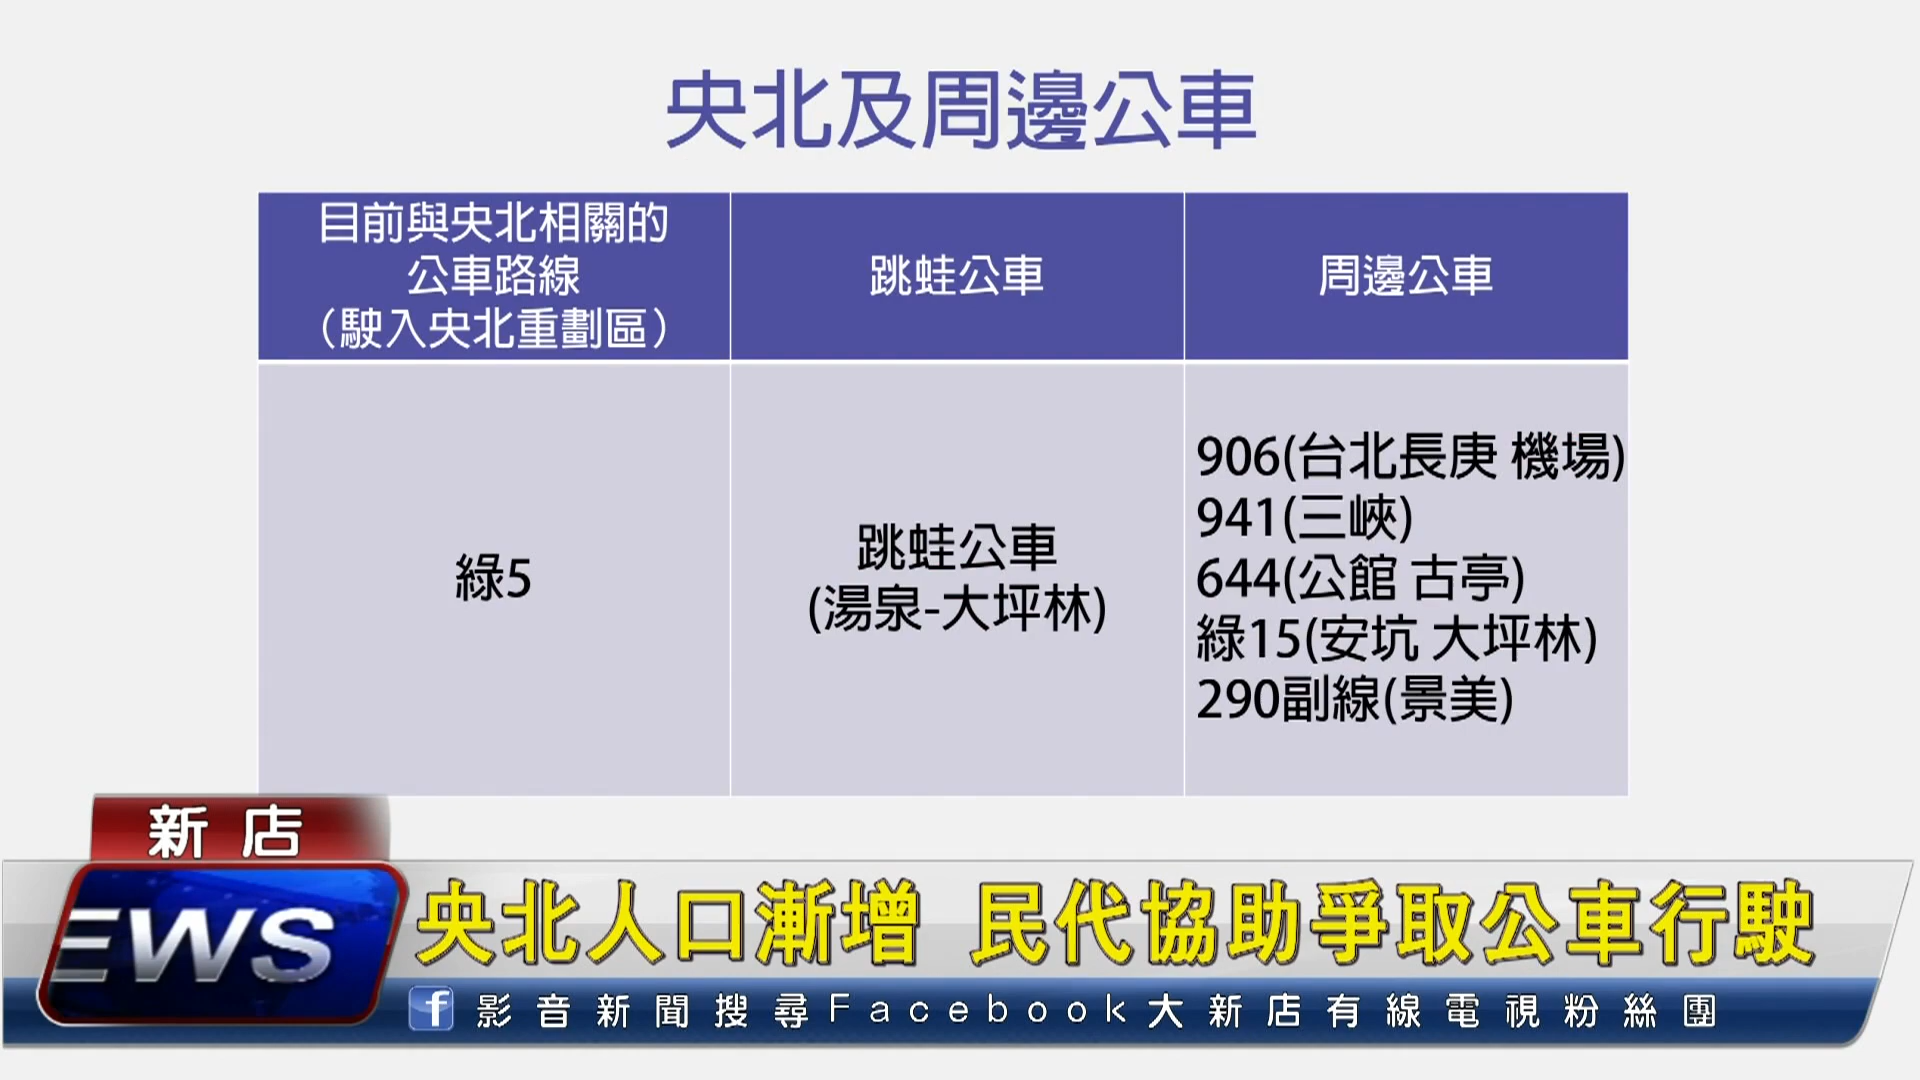 央北及周邊公車
目前與央北相關的
公車路線
（駛入央北重劃區）
跳蛙公車
周邊公車
綠5
跳蛙公車
(湯泉-大坪林)
906(台北長庚 機場)
941(三峽)
644(公館 古亭)
綠15(安坑 大坪林)
290副線(景美)
新店
EWS
央北人口漸增 民代協助爭取公車行駛
f 影音新聞搜尋Facebook大新店有線電視粉絲團